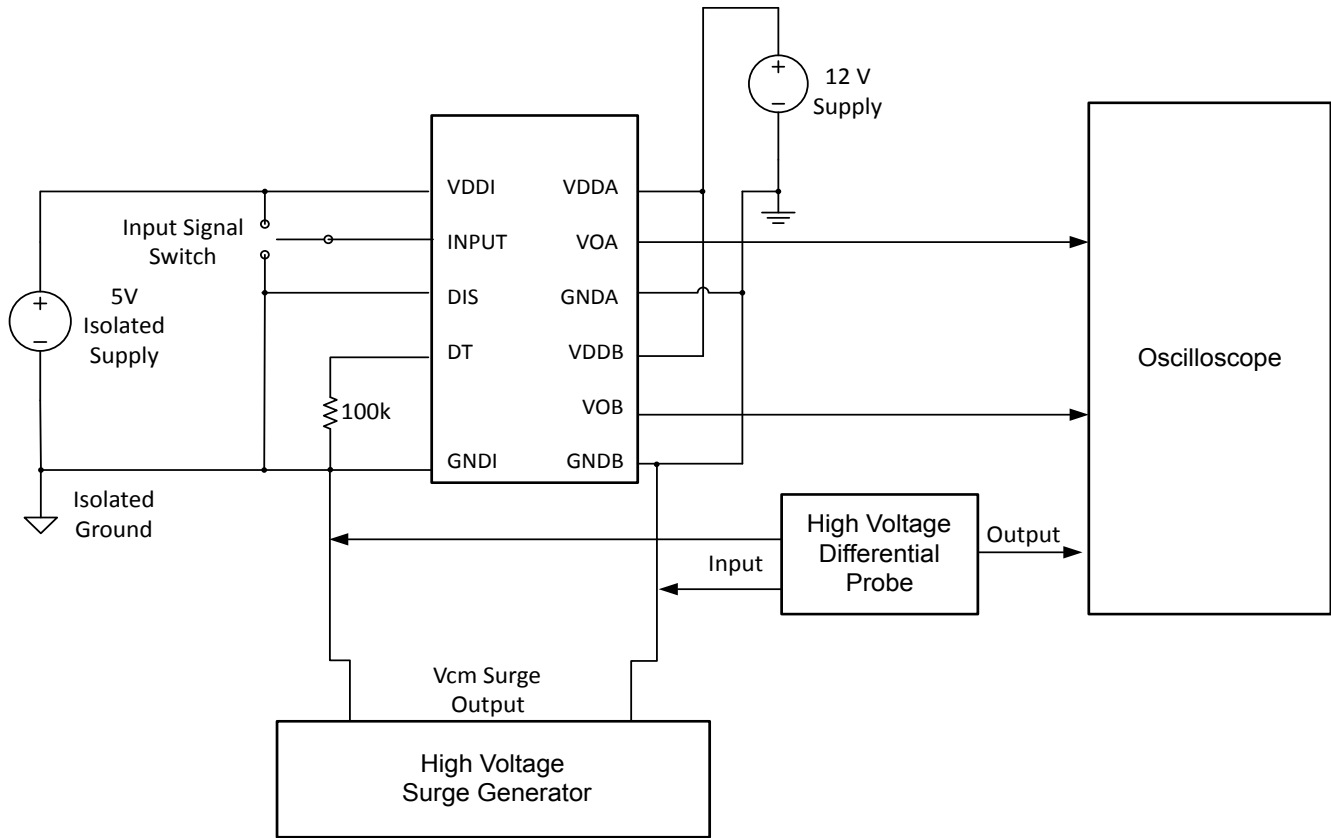 12 V
Supply
VDDI
VDDA
Input Signal
Switch
INPUT
VOA
5V
Isolated
Supply
DIS
GNDA
DT
VDDB
Oscilloscope
100k
VOB
GNDI
GNDB
Isolated
Ground
High Voltage
Differential
Probe
Input
Output
Vcm Surge
Output
High Voltage
Surge Generator
+
−
+
−